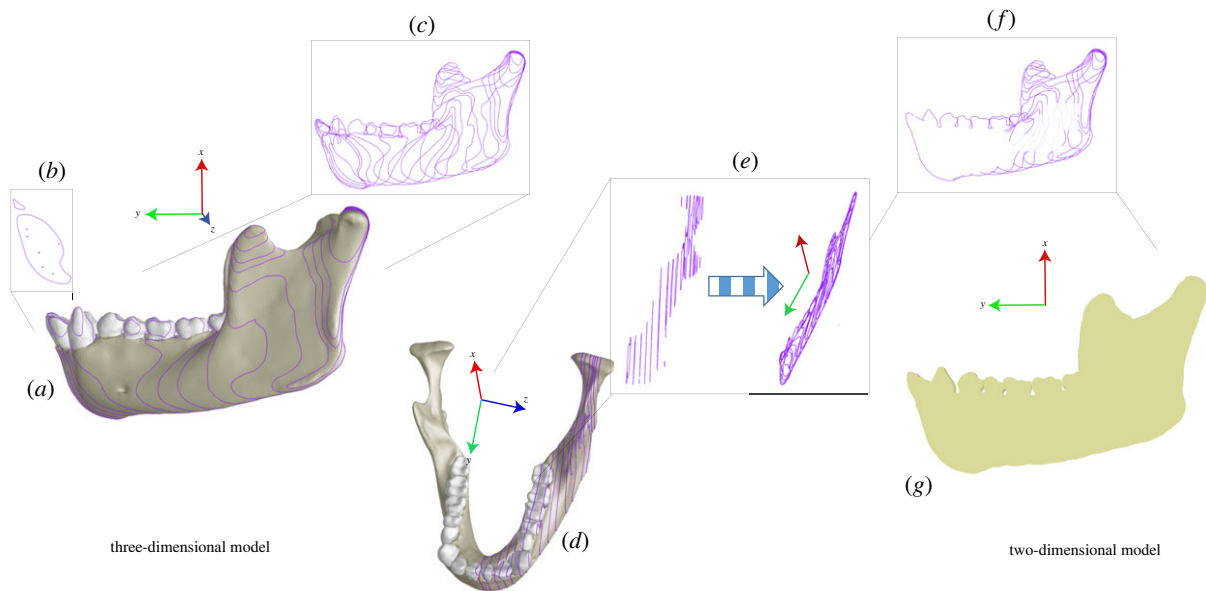 (c)
(f)
(b)
x
y
z
(e)
x
y
(a)
x
z
y
(g)
(d)
three-dimensional model
two-dimensional model